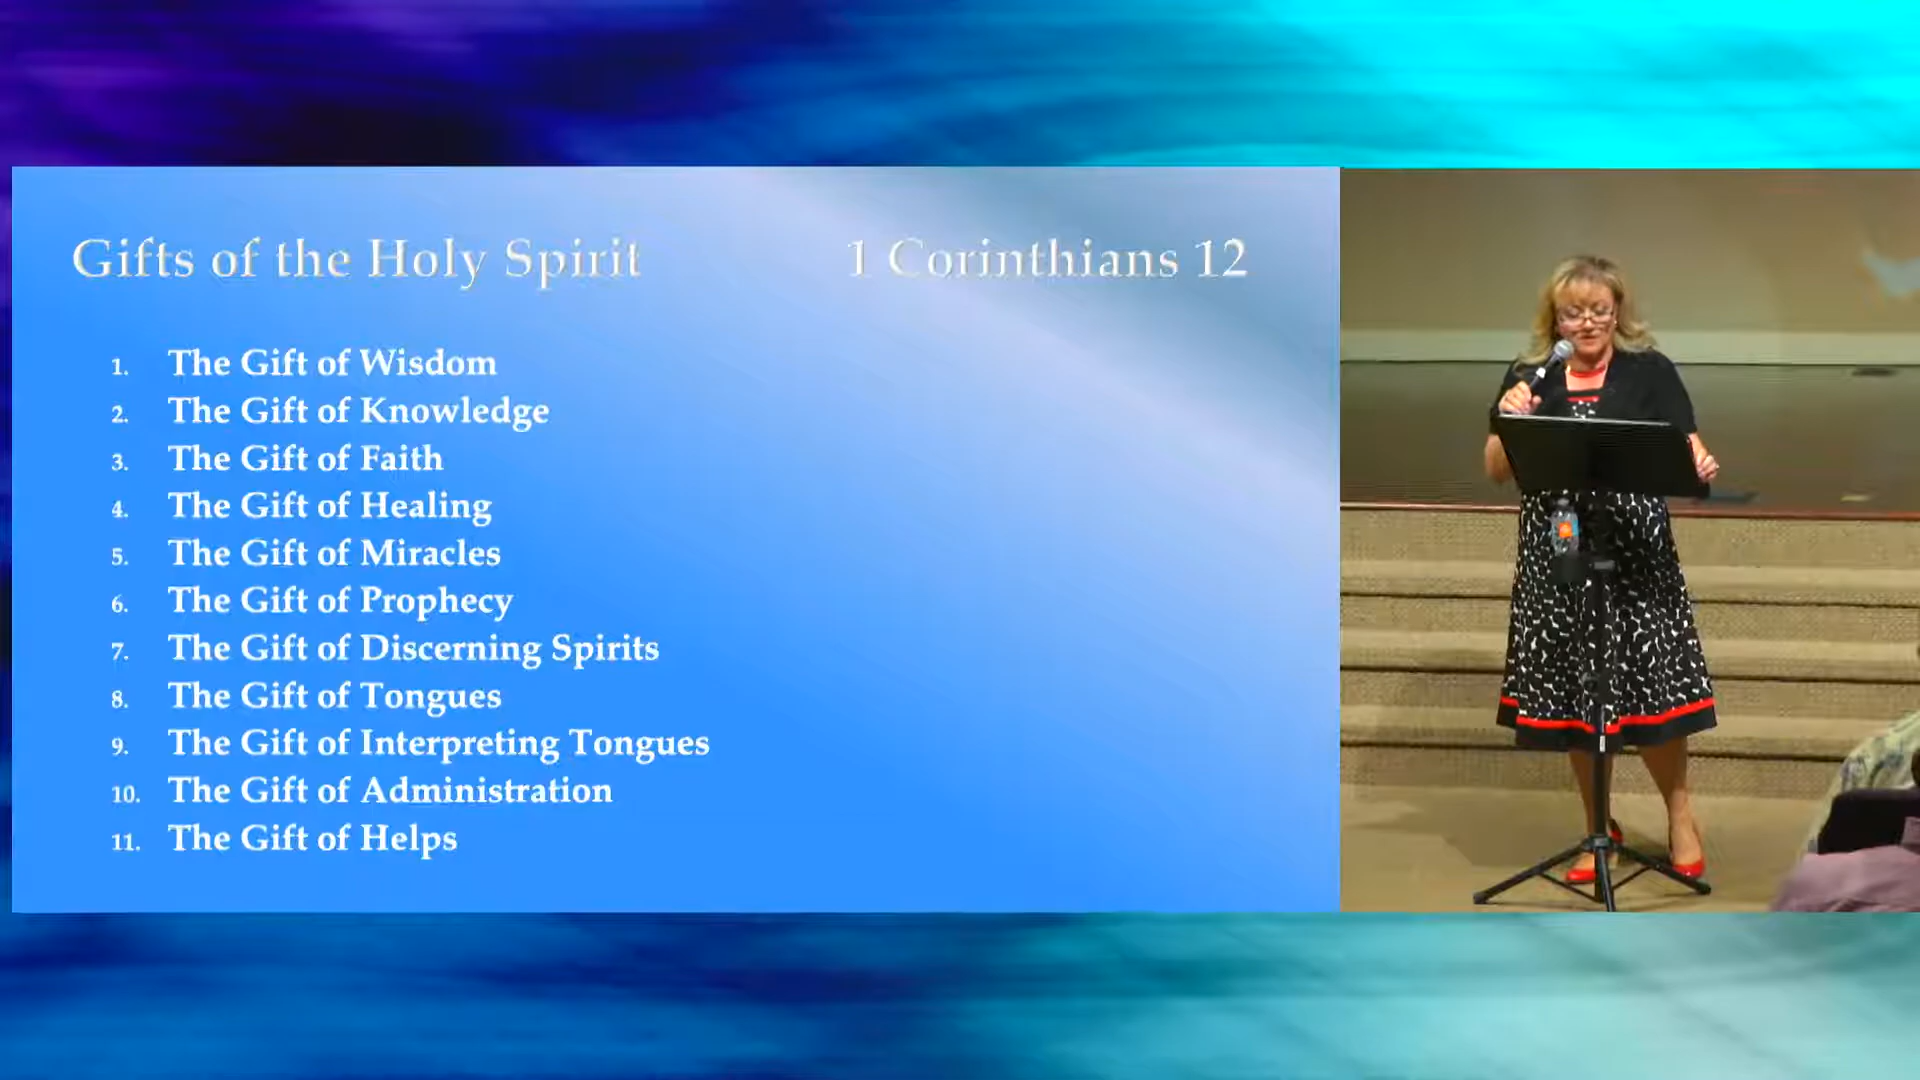 Gifts of the Holy Spirit 1 Corinthians 12
1. The Gift of Wisdom
2. The Gift of Knowledge
3. The Gift of Faith
4. The Gift of Healing
5. The Gift of Miracles
6. The Gift of Prophecy
7. The Gift of Discerning Spirits
8. The Gift of Tongues
9. The Gift of Interpreting Tongues
10. The Gift of Administration
11. The Gift of Helps